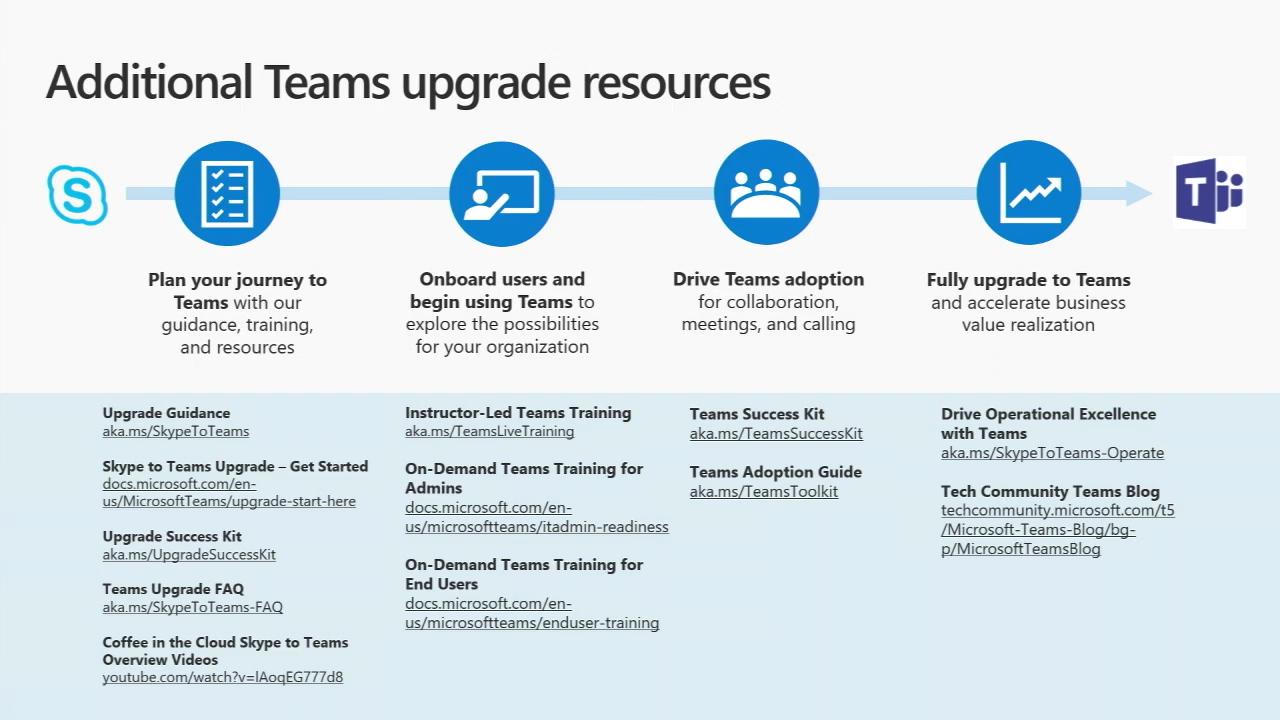 Additional Teams upgrade resources
Plan your journey to
Teams with our
guidance, training,
and resources
Onboard users and
begin using Teams to
explore the possibilities
for your organization
Drive Teams adoption
for collaboration,
meetings, and calling
Fully upgrade to Teams
and accelerate business
value realization
Upgrade Guidance
aka.ms/SkypeToTeams
Skype to Teams Upgrade – Get Started
docs.microsoft.com/en-
us/MicrosoftTeams/upgrade-start-here
Upgrade Success Kit
aka.ms/UpgradeSuccessKit
Teams Upgrade FAQ
aka.ms/SkypeToTeams-FAQ
Coffee in the Cloud Skype to Teams
Overview Videos
youtube.com/watch?v=lAoqEG777d8
Instructor-Led Teams Training
aka.ms/TeamsLiveTraining
On-Demand Teams Training for
Admins
docs.microsoft.com/en-
us/microsoftteams/itadmin-readiness
On-Demand Teams Training for
End Users
docs.microsoft.com/en-
us/microsoftteams/enduser-training
Teams Success Kit
aka.ms/TeamsSuccessKit
Teams Adoption Guide
aka.ms/TeamsToolkit
Drive Operational Excellence
with Teams
aka.ms/SkypeToTeams-Operate
Tech Community Teams Blog
techcommunity.microsoft.com/t5
/Microsoft-Teams-Blog/bg-
p/MicrosoftTeamsBlog